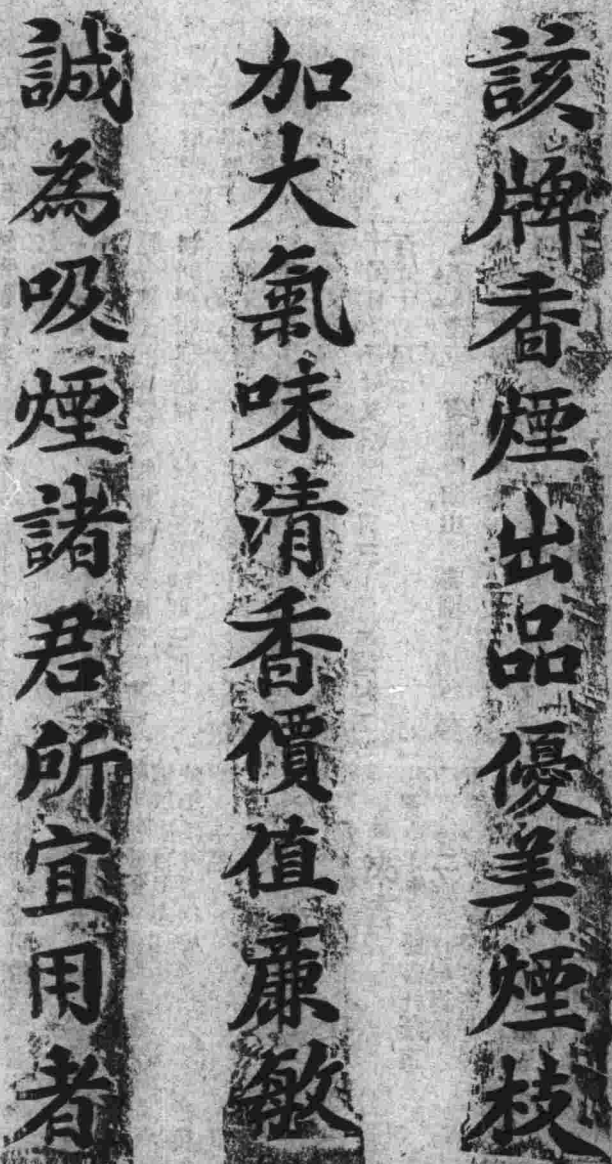 該牌香煙出品優美煙枝
加大氣味清香價值廉敏
誠為吸煙諸君所宜用者